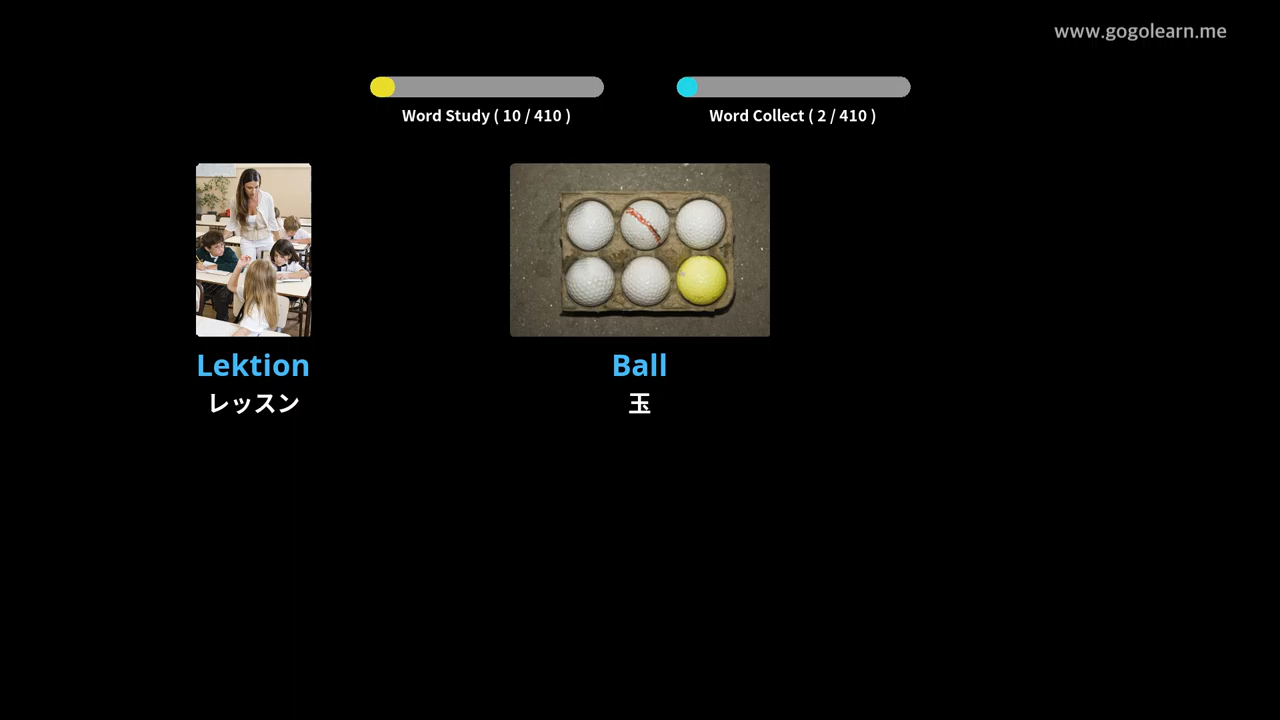 www.gogolearn.me
Word Study ( 10 / 410 )
Word Collect ( 2 / 410 )
Lektion
レッスン
Ball
玉